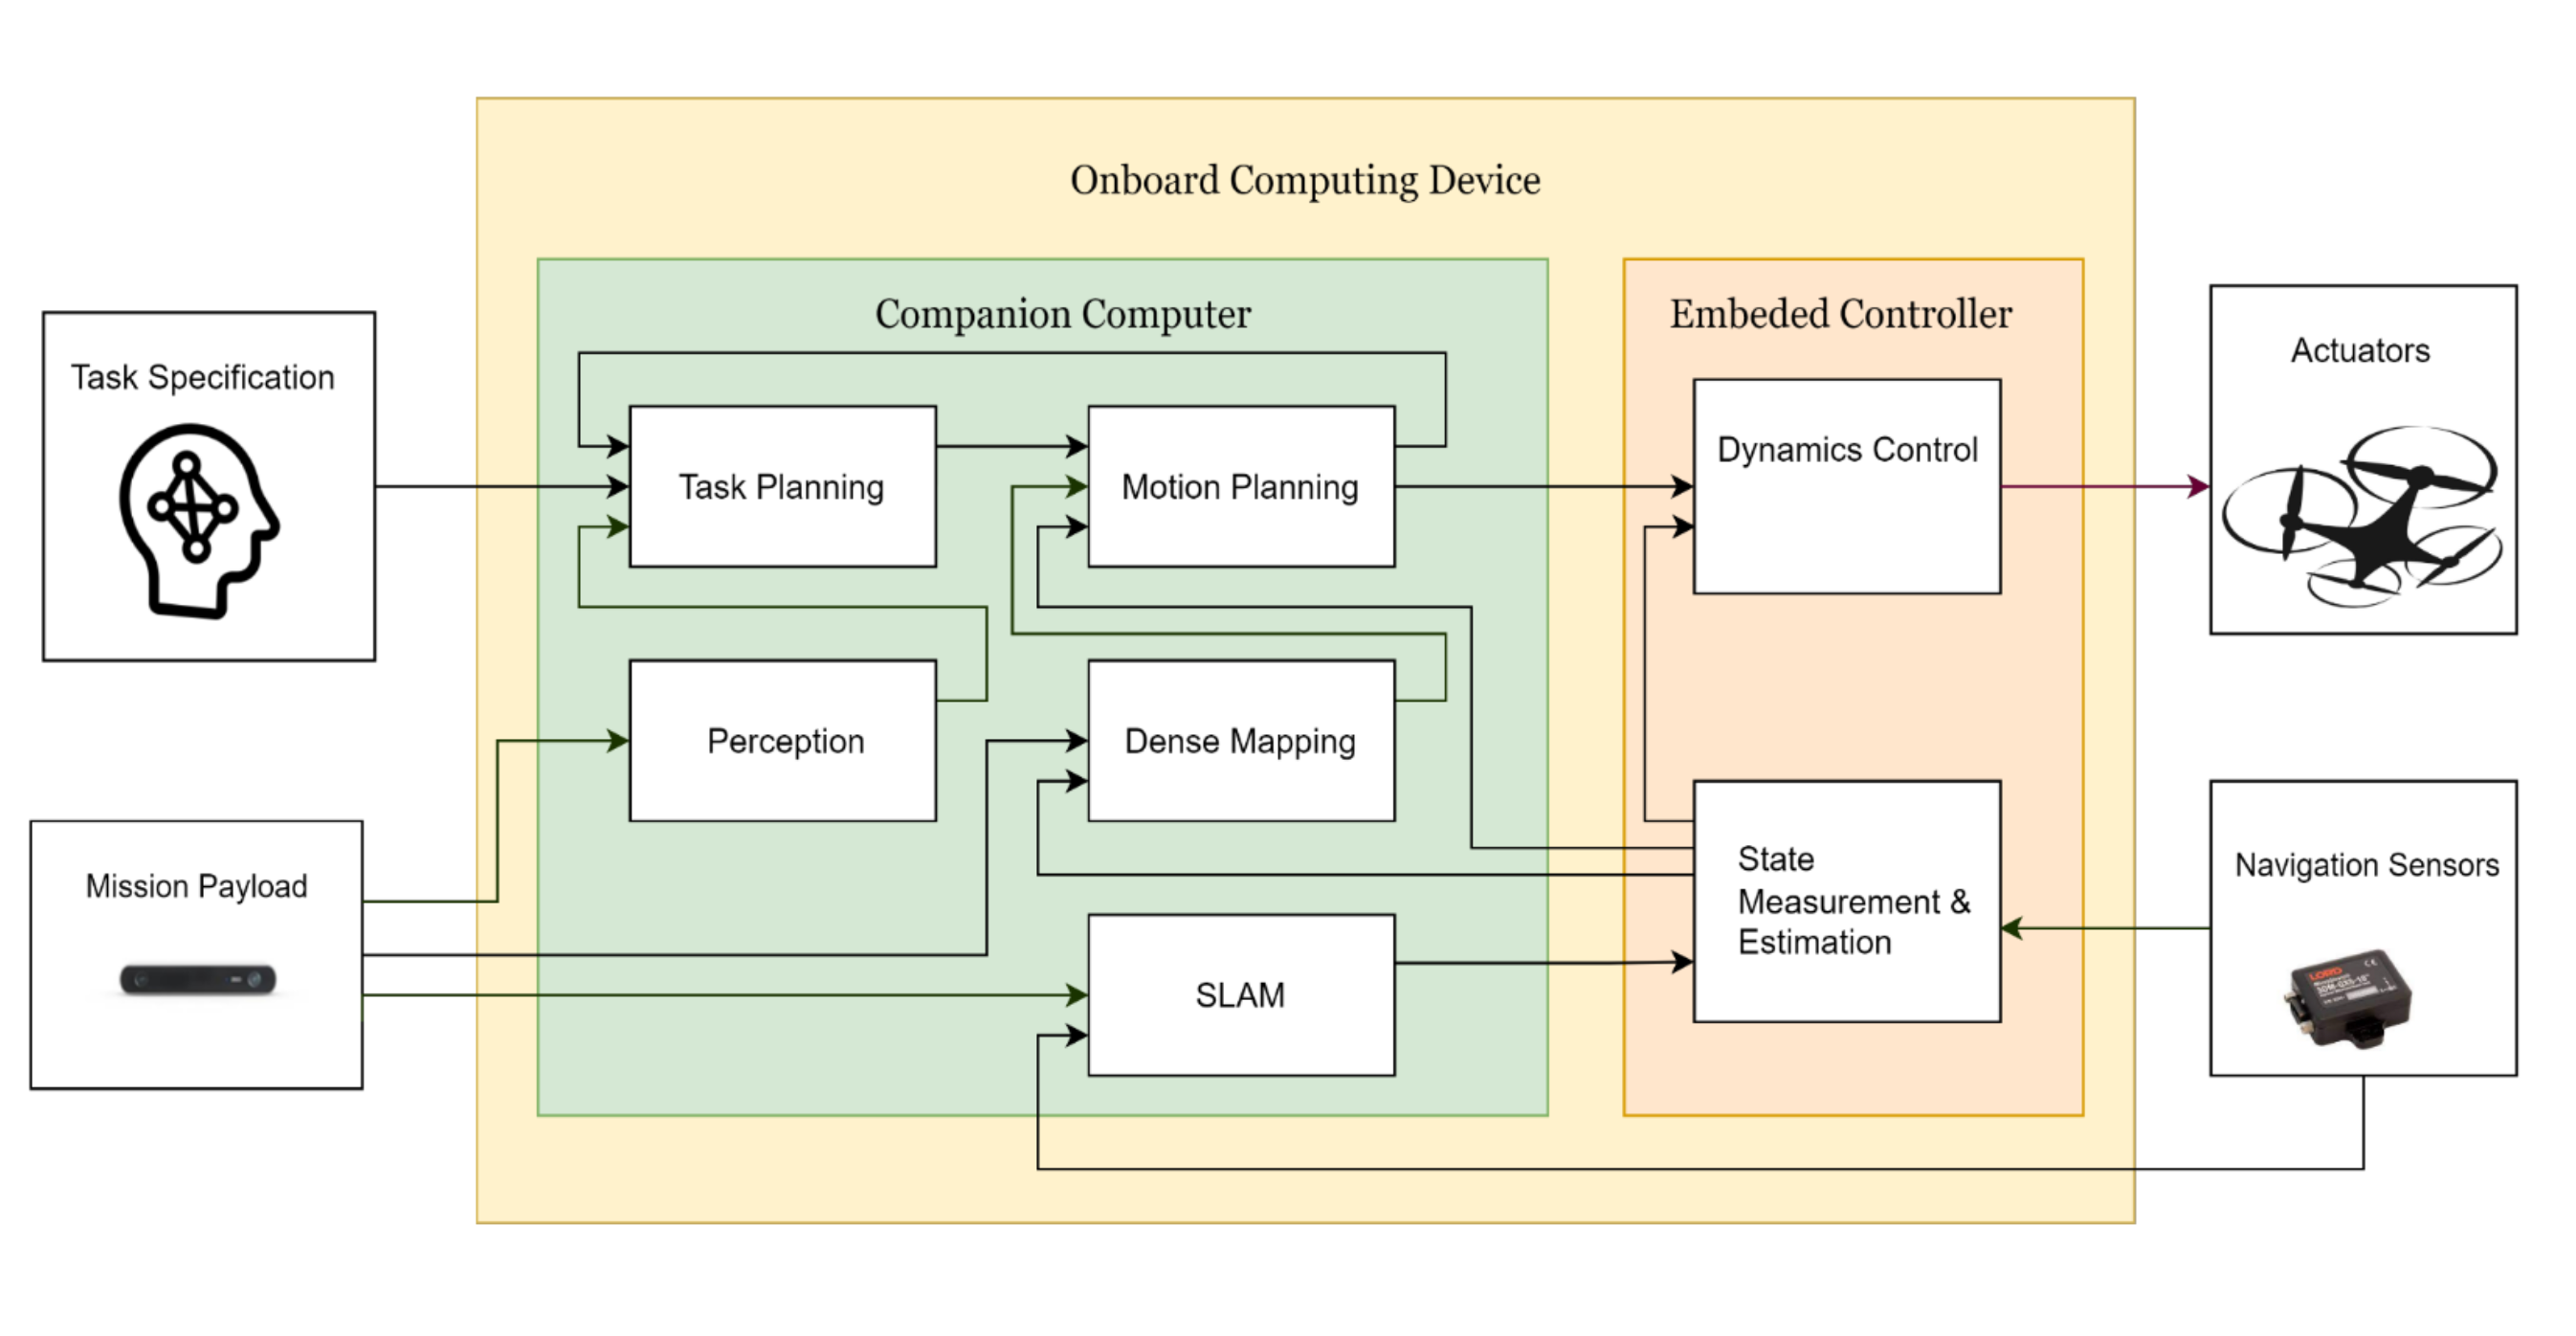 Onboard Computing Device
Companion Computer
Embeded Controller
Task Specification
Actuators
Task Planning
Motion Planning
Dynamics Control
Perception
Dense Mapping
Mission Payload
State
Measurement &
Estimation
Navigation Sensors
SLAM
LORD